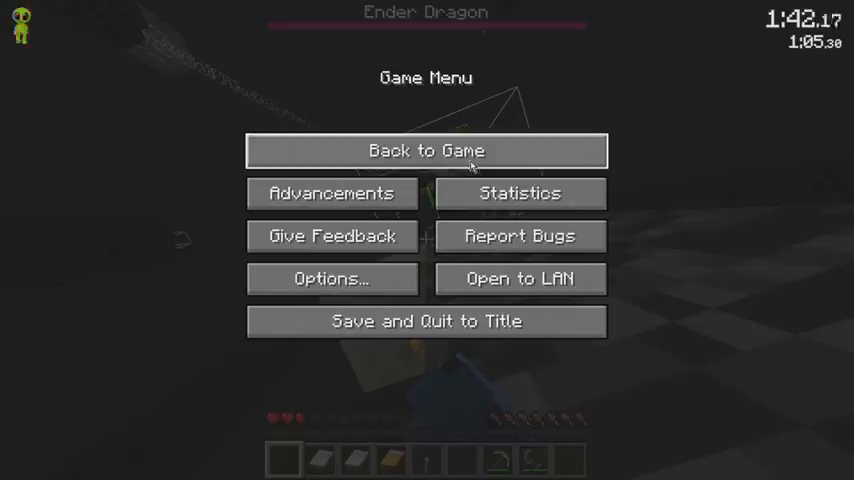 Ender Dragon
1:42.17
1:05.30
Game Menu
Back to Game
Advancements
Statistics
Give Feedback
Report Bugs
Options...
Open to LAN
Save and Quit to Title